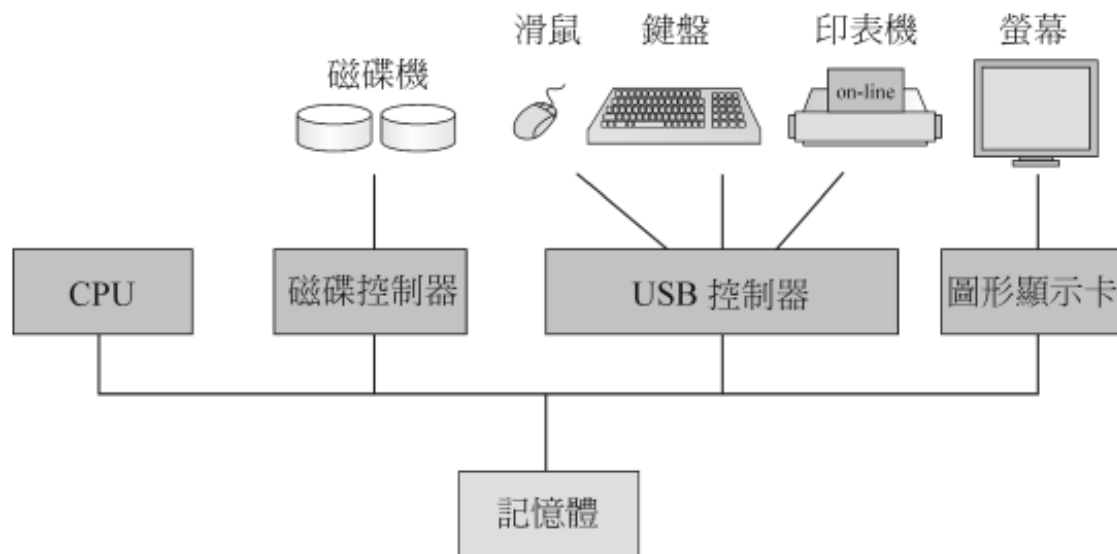 滑鼠
鍵盤
印表機
螢幕
磁碟機
on-line
CPU
磁碟控制器
USB 控制器
圖形顯示卡
記憶體